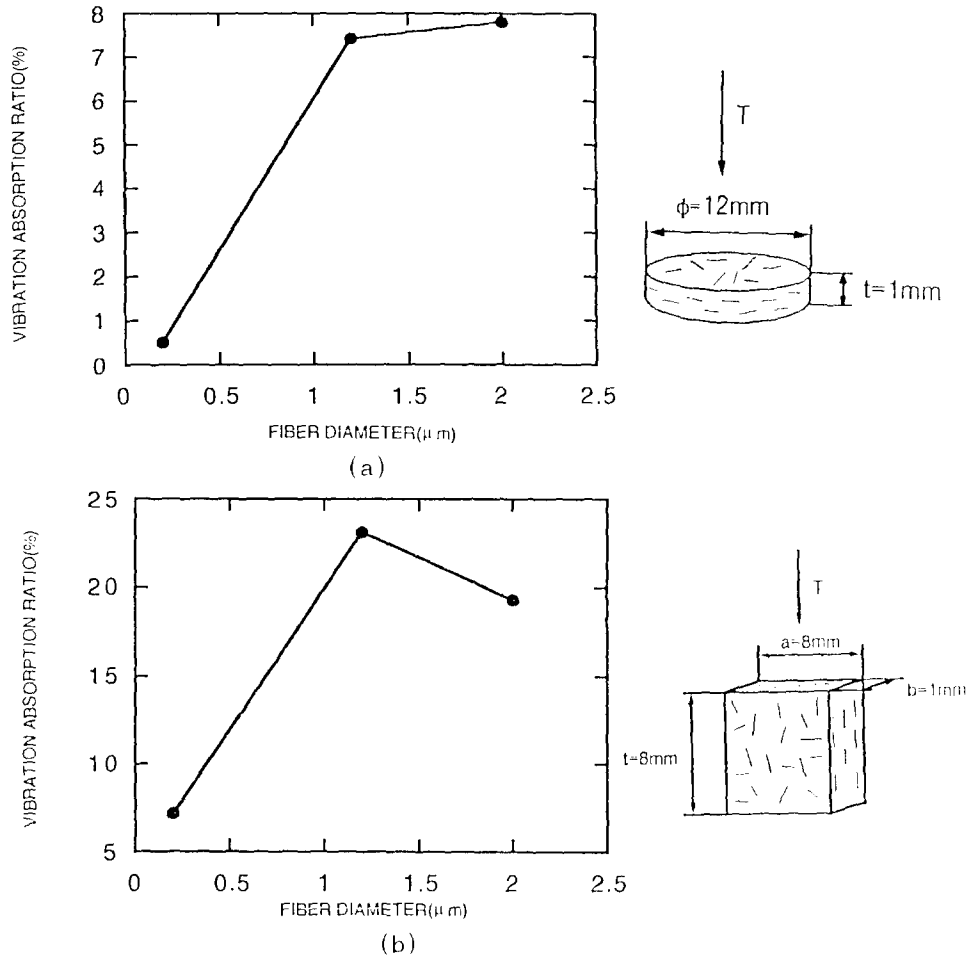 VIBRATION ABSORPTION RATIO(%)
8
7
6
5
4
3
2
1
0
0 0.5 1 1.5 2 2.5
FIBER DIAMETER(μm)
(a)
T
φ=12mm
t=1mm
VIBRATION ABSORPTION RATIO(%)
25
20
15
10
5
0 0.5 1 1.5 2 2.5
FIBER DIAMETER(μm)
(b)
T
a=8mm
b=1mm
t=8mm